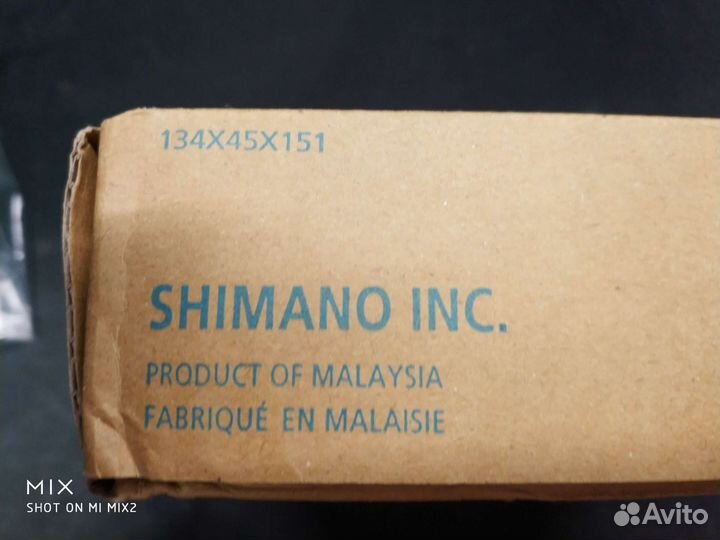 134X45X151
SHIMANO INC.
PRODUCT OF MALAYSIA
FABRIQUÉ EN MALAISIE
MIX
SHOT ON MI MIX2
Avito